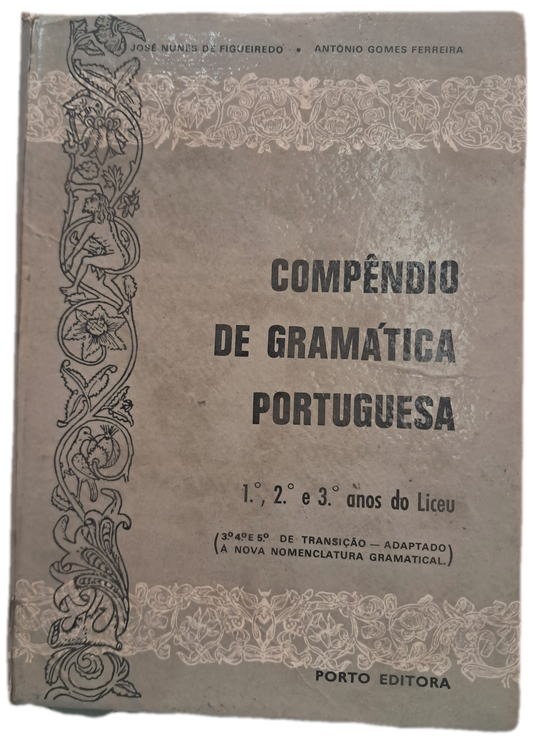 JOSÉ NUNES DE FIGUEIREDO • ANTÓNIO GOMES FERREIRA
COMPÊNDIO
DE GRAMÁTICA
PORTUGUESA
1.º, 2.º e 3.º anos do Liceu
(3.º 4.º E 5.º DE TRANSIÇÃO — ADAPTADO
À NOVA NOMENCLATURA GRAMATICAL.)
PORTO EDITORA